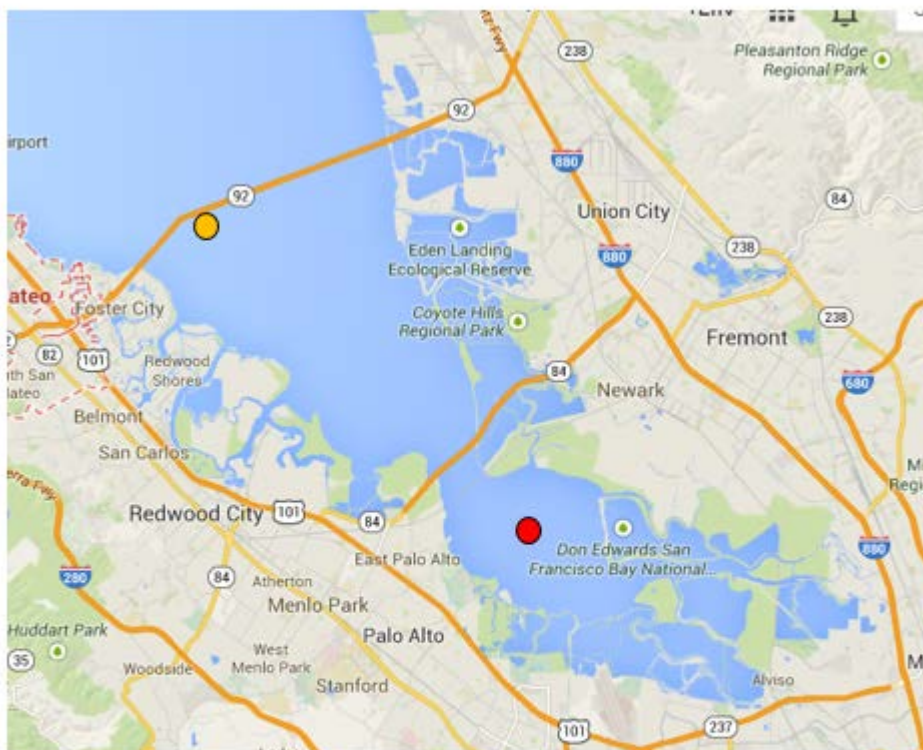 238
Pleasanton Ridge
Regional Park
92
880
84
92
Union City
Eden Landing
Ecological Reserve
238
880
Foster City
Coyote Hills
Regional Park
238
Fremont
82
101
Redwood
Shores
84
Newark
680
Belmont
San Carlos
Redwood City
101
84
East Palo Alto
Don Edwards San
Francisco Bay National...
880
280
84
Atherton
Menlo Park
Huddart Park
Palo Alto
35
Woodside
West
Menlo Park
Stanford
Alviso
101
237